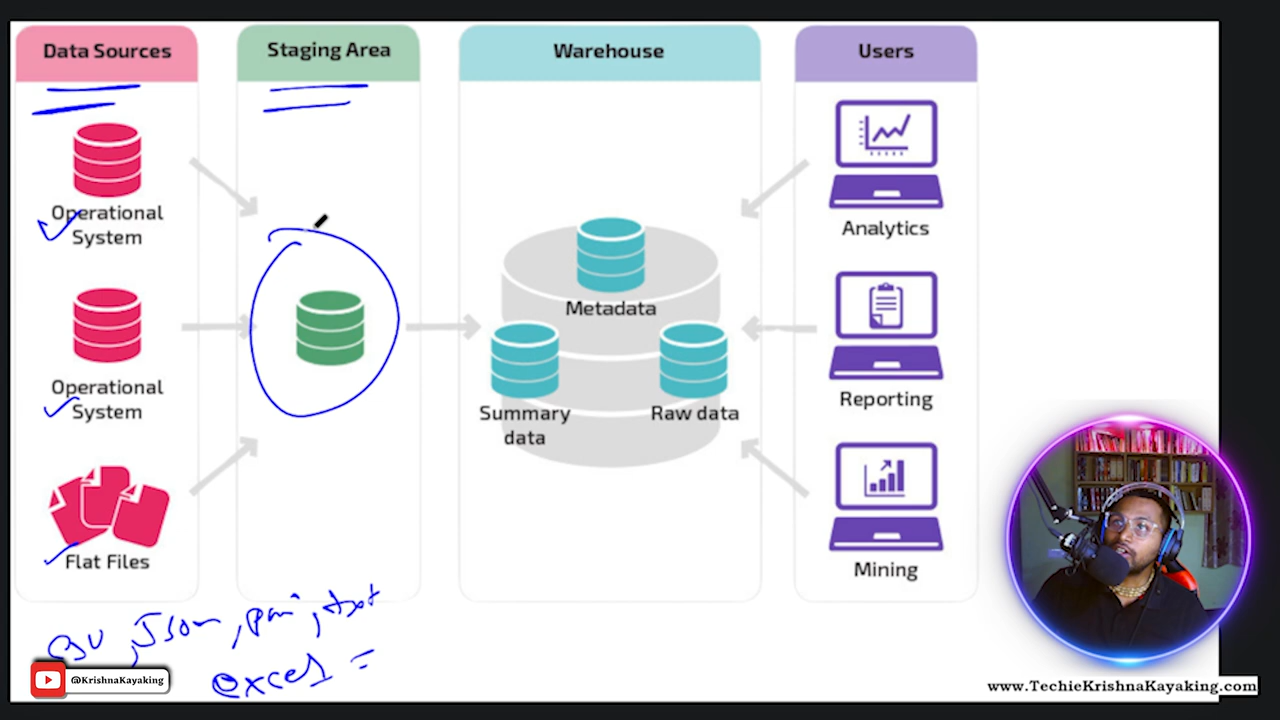 Data Sources
Staging Area
Warehouse
Users
Operational
System
Operational
System
Flat Files
Metadata
Summary
data
Raw data
Analytics
Reporting
Mining
csv, Json, , txt
excel =
@KrishnaKayaking
www.TechieKrishnaKayaking.com